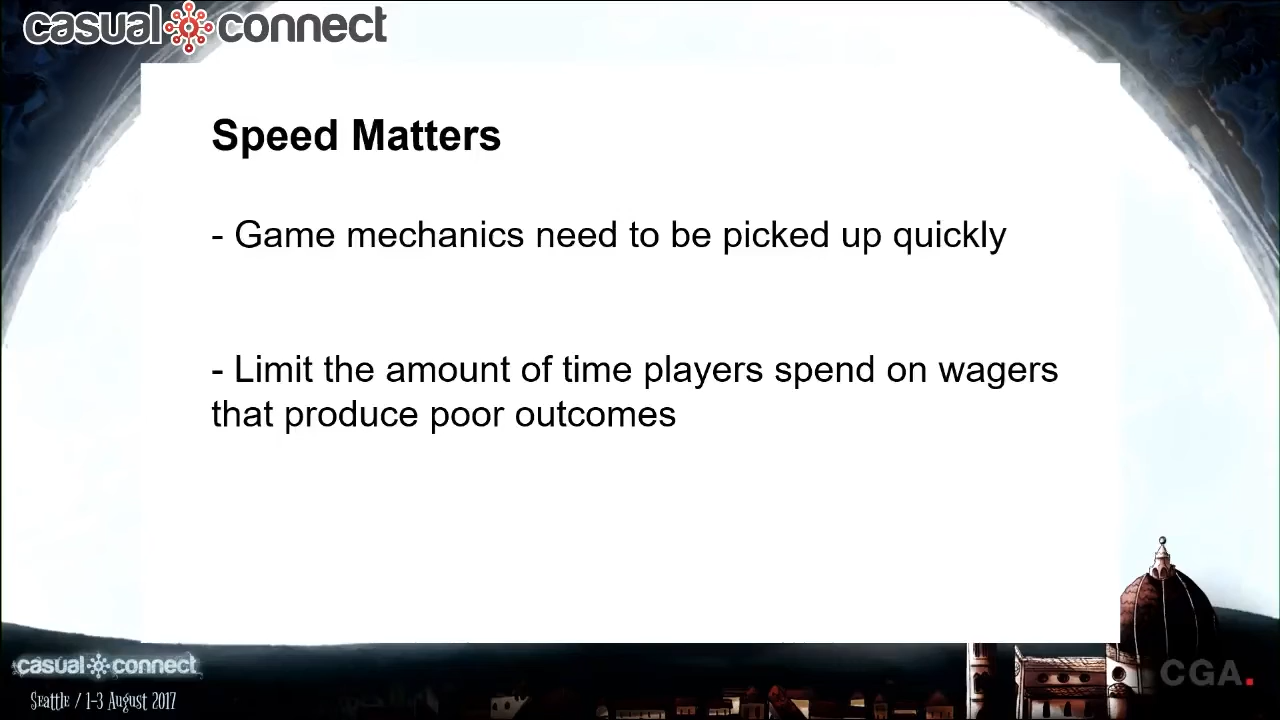 casual connect
Speed Matters
- Game mechanics need to be picked up quickly
- Limit the amount of time players spend on wagers
that produce poor outcomes
casual connect
Seattle / 1-3 August 2017
CGA.